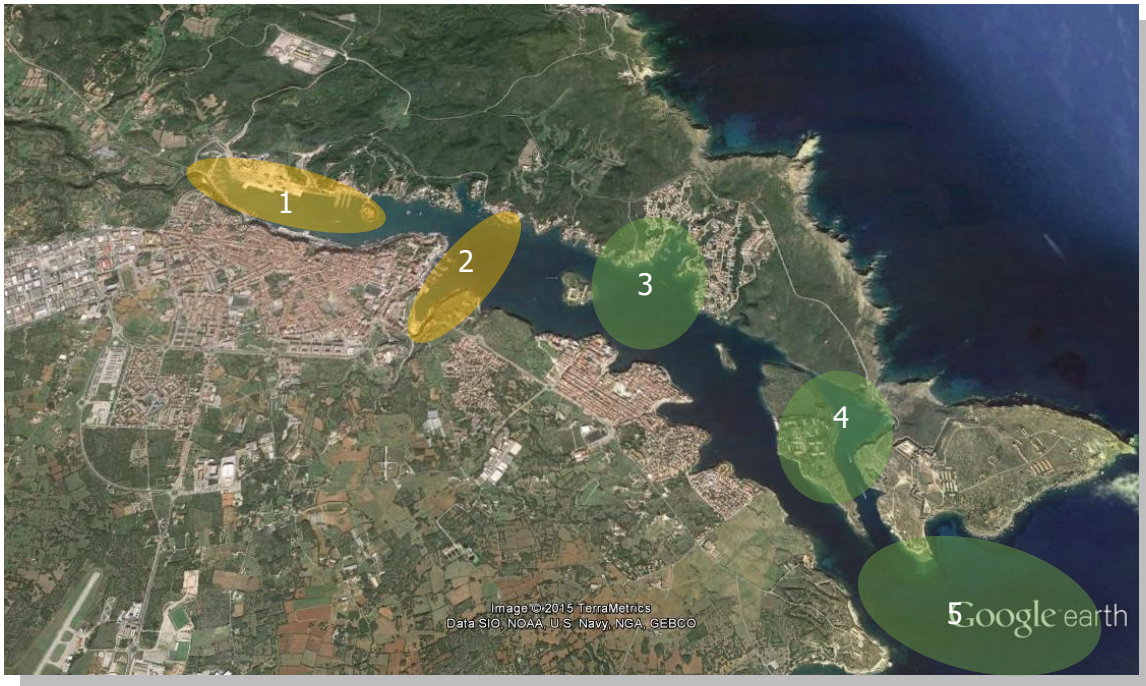 1
2
3
4
5
Image © 2015 TerraMetrics
Data SIO, NOAA, U.S. Navy, NGA, GEBCO
Google earth